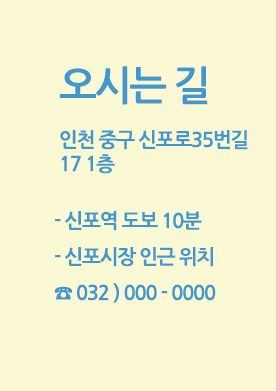 오시는 길
인천 중구 신포로35번길
17 1층
- 신포역 도보 10분
- 신포시장 인근 위치
☎ 032 ) 000 - 0000